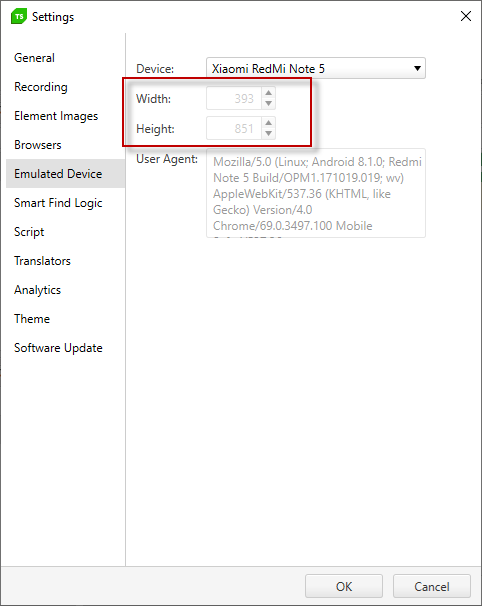 TS Settings
General
Recording
Element Images
Browsers
Emulated Device
Smart Find Logic
Script
Translators
Analytics
Theme
Software Update
Device: Xiaomi RedMi Note 5
Width: 393
Height: 851
User Agent: Mozilla/5.0 (Linux; Android 8.1.0; Redmi
Note 5 Build/OPM1.171019.019; wv)
AppleWebKit/537.36 (KHTML, like
Gecko) Version/4.0
Chrome/69.0.3497.100 Mobile
OK Cancel